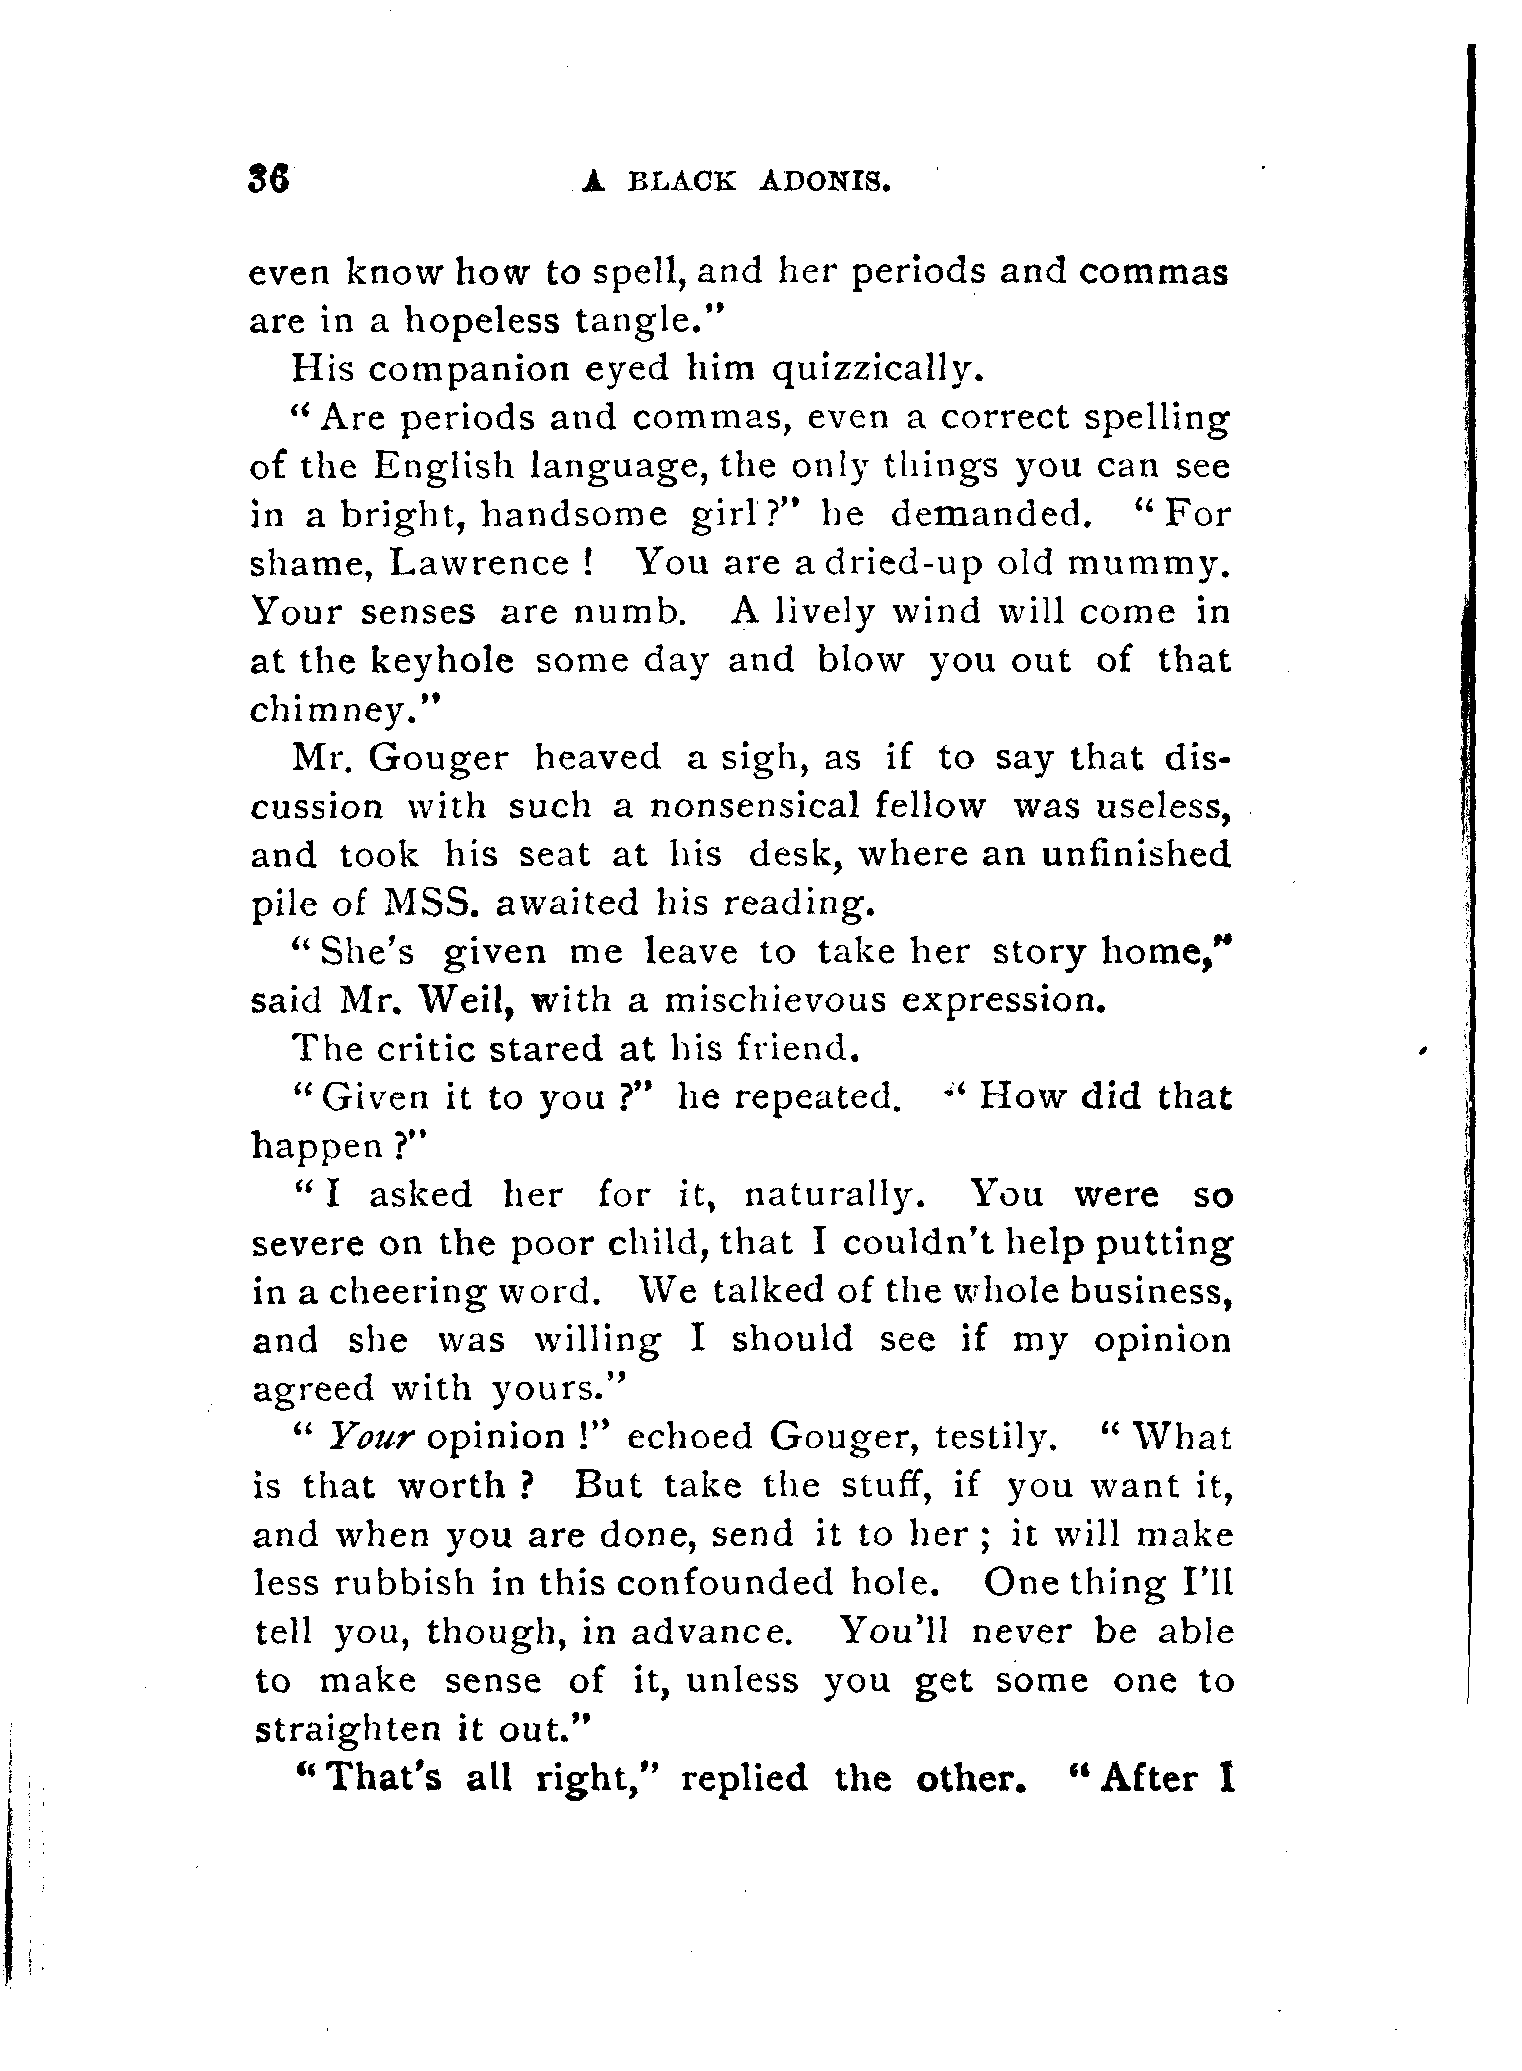 36 A BLACK ADONIS.
even know how to spell, and her periods and commas
are in a hopeless tangle."
His companion eyed him quizzically.
"Are periods and commas, even a correct spelling
of the English language, the only things you can see
in a bright, handsome girl?" he demanded. "For
shame, Lawrence! You are a dried-up old mummy.
Your senses are numb. A lively wind will come in
at the keyhole some day and blow you out of that
chimney."
Mr. Gouger heaved a sigh, as if to say that dis-
cussion with such a nonsensical fellow was useless,
and took his seat at his desk, where an unfinished
pile of MSS. awaited his reading.
"She's given me leave to take her story home,"
said Mr. Weil, with a mischievous expression.
The critic stared at his friend.
"Given it to you?" he repeated. "How did that
happen?"
"I asked her for it, naturally. You were so
severe on the poor child, that I couldn't help putting
in a cheering word. We talked of the whole business,
and she was willing I should see if my opinion
agreed with yours."
"Your opinion!" echoed Gouger, testily. "What
is that worth? But take the stuff, if you want it,
and when you are done, send it to her; it will make
less rubbish in this confounded hole. One thing I'll
tell you, though, in advance. You'll never be able
to make sense of it, unless you get some one to
straighten it out."
"That's all right," replied the other. "After I